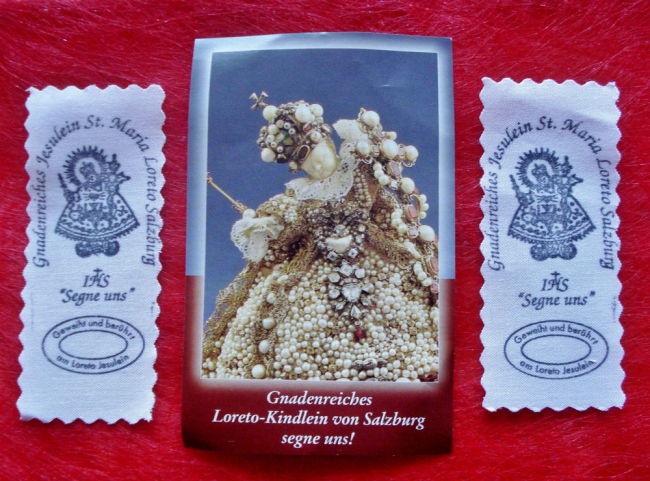 Gnadenreiches Jesulein St. Maria Loreto Salzburg
IHS
"Segne uns"
Geweiht und berührt
am Loreto Jesulein
Gnadenreiches
Loreto-Kindlein von Salzburg
segne uns!
Gnadenreiches Jesulein St. Maria Loreto Salzburg
IHS
"Segne uns"
Geweiht und berührt
am Loreto Jesulein